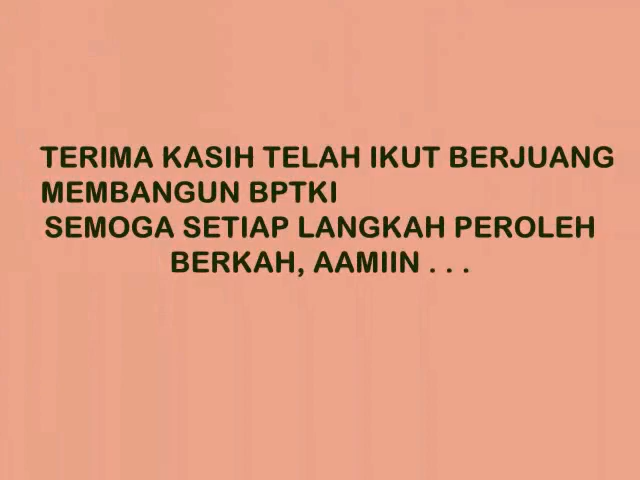 TERIMA KASIH TELAH IKUT BERJUANG
MEMBANGUN BPTKI
SEMOGA SETIAP LANGKAH PEROLEH
BERKAH, AAMIIN . . .